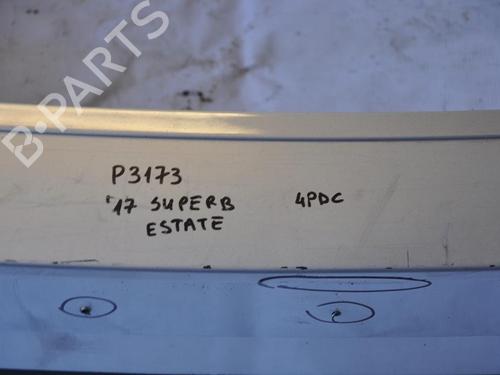 B-PARTS
P3173
'17 SUPERB 4PDC
ESTATE